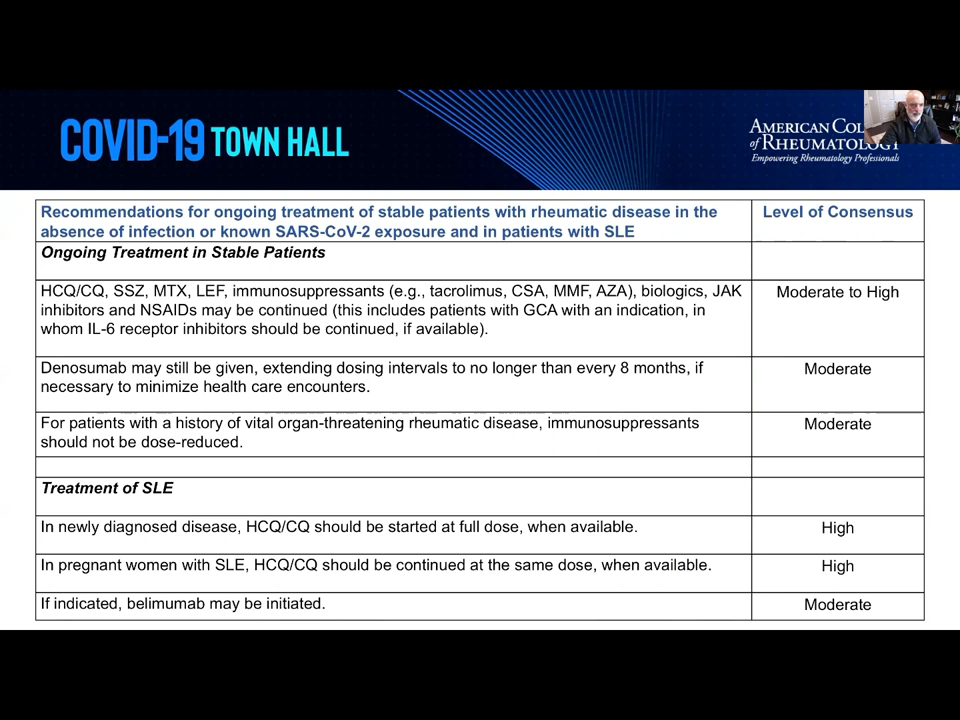 COVID-19 TOWN HALL
AMERICAN
of RHEUMATOLOGY
Empowering Rheumatology Professionals
Recommendations for ongoing treatment of stable patients with rheumatic disease in the
absence of infection or known SARS-CoV-2 exposure and in patients with SLE
Level of Consensus
Ongoing Treatment in Stable Patients
HCQ/CQ, SSZ, MTX, LEF, immunosuppressants (e.g., tacrolimus, CSA, MMF, AZA), biologics, JAK
inhibitors and NSAIDs may be continued (this includes patients with GCA with an indication, in
whom IL-6 receptor inhibitors should be continued, if available).
Moderate to High
Denosumab may still be given, extending dosing intervals to no longer than every 8 months, if
necessary to minimize health care encounters.
Moderate
For patients with a history of vital organ-threatening rheumatic disease, immunosuppressants
should not be dose-reduced.
Moderate
Treatment of SLE
In newly diagnosed disease, HCQ/CQ should be started at full dose, when available.
High
In pregnant women with SLE, HCQ/CQ should be continued at the same dose, when available.
High
If indicated, belimumab may be initiated.
Moderate